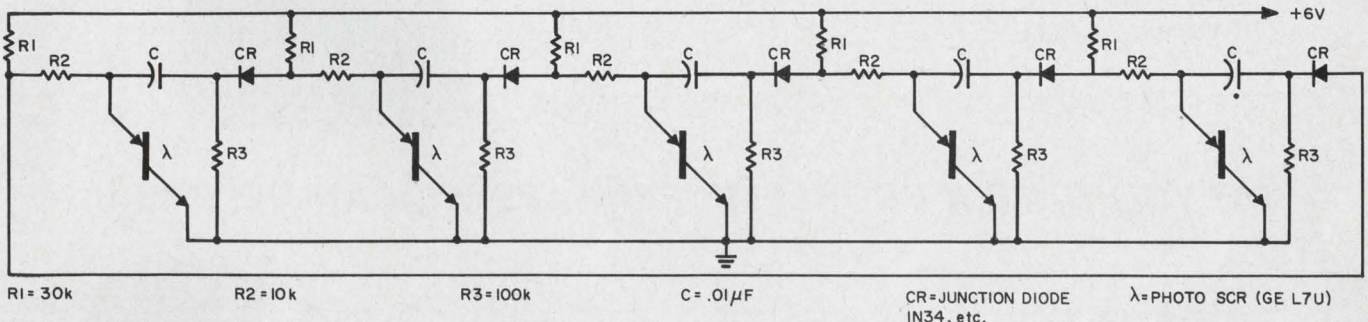 +6V
R1
R2
C
CR
R1
R2
C
CR
R1
R2
C
CR
R1
R2
C
CR
R1
R2
C
CR
λ
R3
λ
R3
λ
R3
λ
R3
λ
R3
R1 = 30k
R2 = 10k
R3 = 100k
C = .01μF
CR = JUNCTION DIODE
1N34, etc.
λ = PHOTO SCR (GE L7U)